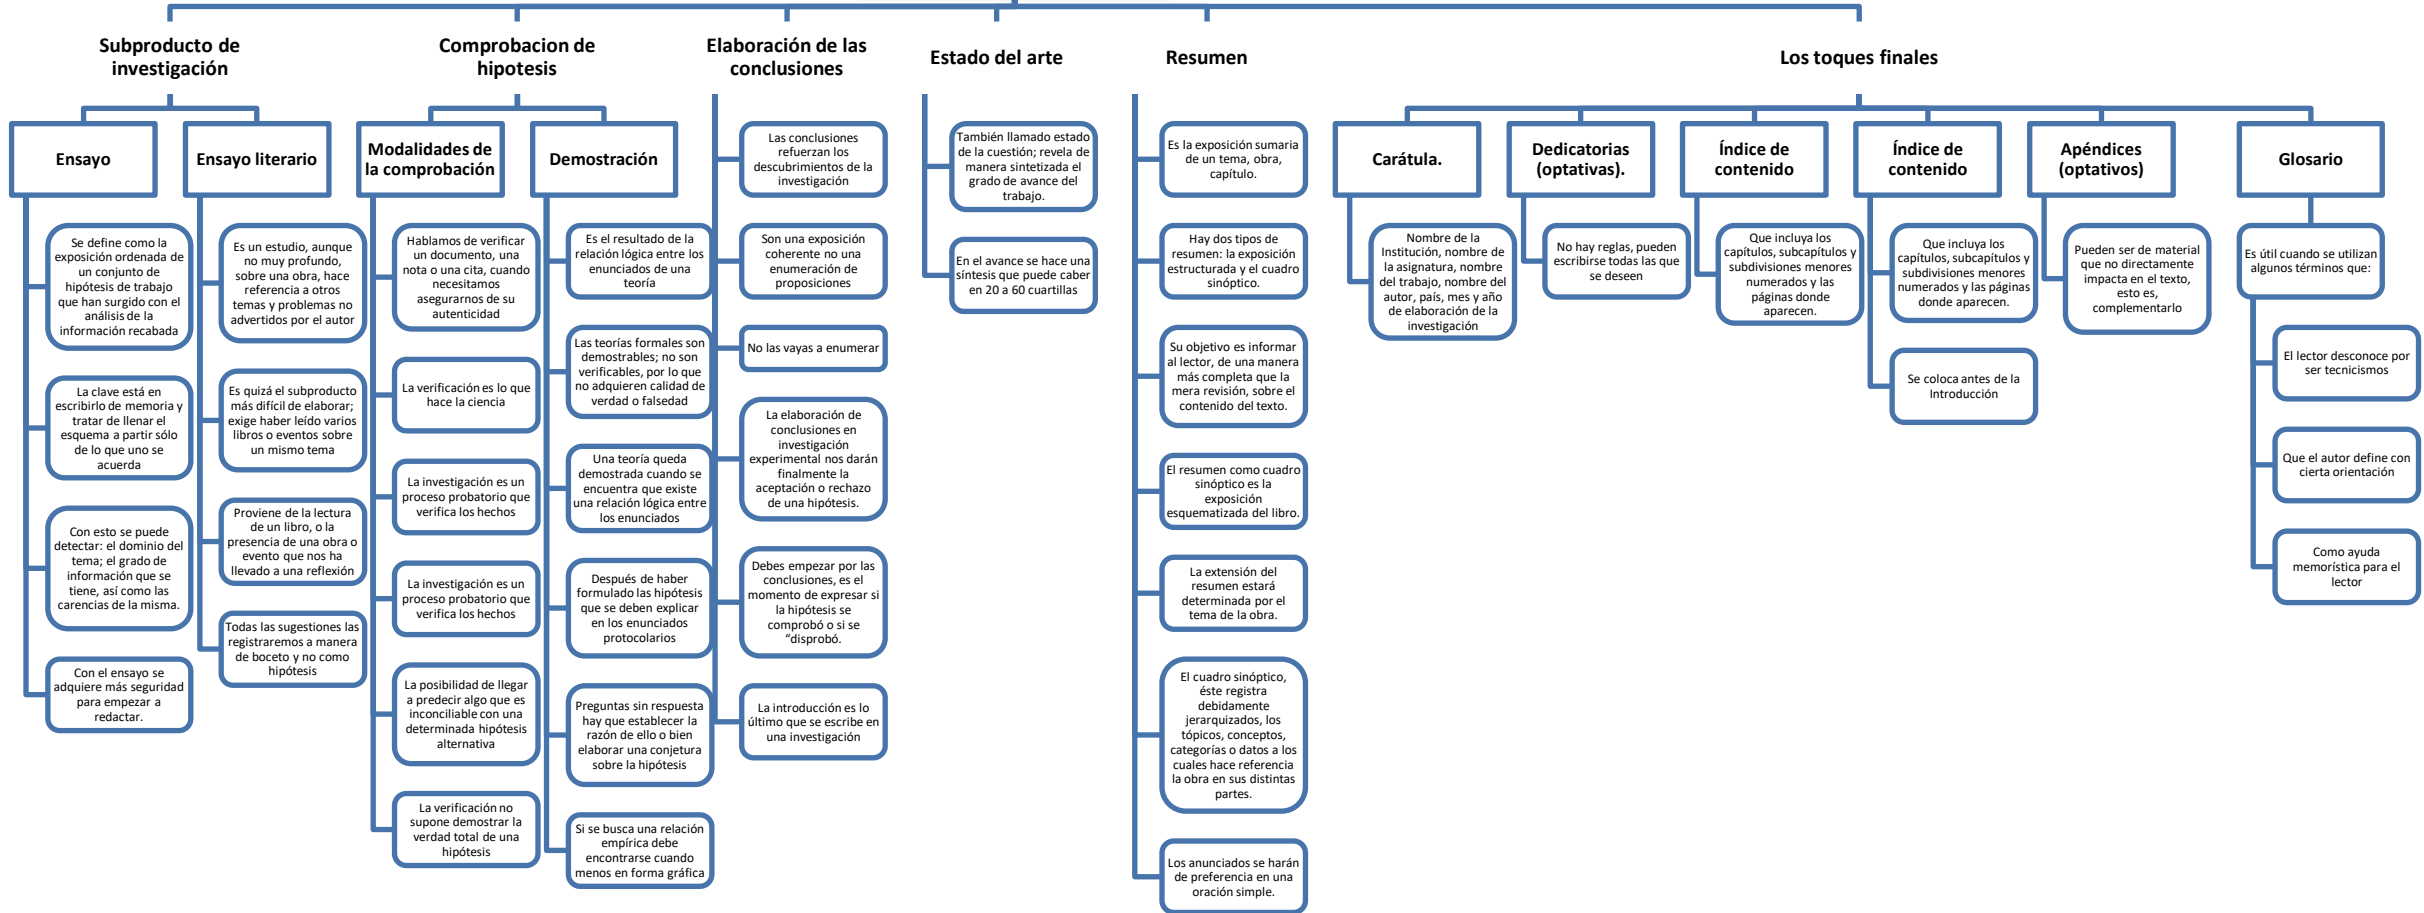 Subproducto de
investigación
Ensayo
Se define como la
exposición ordenada de
un conjunto de
hipótesis de trabajo
que han surgido con el
análisis de la
información recabada
La clave está en
escribirlo de memoria y
tratar de llenar el
esquema a partir sólo
de lo que uno se
acuerda
Con esto se puede
detectar: el dominio del
tema; el grado de
información que se
tiene, así como las
carencias de la misma.
Con el ensayo se
adquiere más seguridad
para empezar a
redactar.
Ensayo literario
Es un estudio, aunque
no muy profundo,
sobre una obra, hace
referencia a otros
temas y problemas no
advertidos por el autor
Es quizá el subproducto
más difícil de elaborar;
exige haber leído varios
libros o eventos sobre
un mismo tema
Proviene de la lectura
de un libro, o la
presencia de una obra o
evento que nos ha
llevado a una reflexión
Todas las sugestiones las
registraremos a manera
de boceto y no como
hipótesis
Comprobacion de
hipotesis
Modalidades de
la comprobación
Hablamos de verificar
un documento, una
nota o una cita, cuando
necesitamos
asegurarnos de su
autenticidad
La verificación es lo que
hace la ciencia
La investigación es un
proceso probatorio que
verifica los hechos
La investigación es un
proceso probatorio que
verifica los hechos
La posibilidad de llegar
a predecir algo que es
inconciliable con una
determinada hipótesis
alternativa
La verificación no
supone demostrar la
verdad total de una
hipótesis
Demostración
Es el resultado de la
relación lógica entre los
enunciados de una
teoría
Las teorías formales son
demostrables; no son
verificables, por lo que
no adquieren calidad de
verdad o falsedad
Una teoría queda
demostrada cuando se
encuentra que existe
una relación lógica entre
los enunciados
Después de haber
formulado las hipótesis
que se deben explicar
en los enunciados
protocolarios
Preguntas sin respuesta
hay que establecer la
razón de ello o bien
elaborar una conjetura
sobre la hipótesis
Si se busca una relación
empírica debe
encontrarse cuando
menos en forma gráfica
Elaboración de las
conclusiones
Las conclusiones
refuerzan los
descubrimientos de la
investigación
Son una exposición
coherente no una
enumeración de
proposiciones
No las vayas a enumerar
La elaboración de
conclusiones en
investigación
experimental nos darán
finalmente la
aceptación o rechazo
de una hipótesis.
Debes empezar por las
conclusiones, es el
momento de expresar si
la hipótesis se
comprobó o si se
“disprobó.
La introducción es lo
último que se escribe en
una investigación
Estado del arte
También llamado estado
de la cuestión; revela de
manera sintetizada el
grado de avance del
trabajo.
En el avance se hace una
síntesis que puede caber
en 20 a 60 cuartillas
Resumen
Es la exposición sumaria
de un tema, obra,
capítulo.
Hay dos tipos de
resumen: la exposición
estructurada y el cuadro
sinóptico.
Su objetivo es informar
al lector, de una manera
más completa que la
mera revisión, sobre el
contenido del texto.
El resumen como cuadro
sinóptico es la
exposición
esquematizada del libro.
La extensión del
resumen estará
determinada por el
tema de la obra.
El cuadro sinóptico,
éste registra
debidamente
jerarquizados, los
tópicos, conceptos,
categorías o datos a los
cuales hace referencia
la obra en sus distintas
partes.
Los anunciados se harán
de preferencia en una
oración simple.
Los toques finales
Carátula.
Nombre de la
Institución, nombre de
la asignatura, nombre
del trabajo, nombre del
autor, país, mes y año
de elaboración de la
investigación
Dedicatorias
(optativas).
No hay reglas, pueden
escribirse todas las que
se deseen
Índice de
contenido
Que incluya los
capítulos, subcapítulos y
subdivisiones menores
numerados y las
páginas donde
aparecen.
Índice de
contenido
Que incluya los
capítulos, subcapítulos y
subdivisiones menores
numerados y las páginas
donde aparecen.
Se coloca antes de la
Introducción
Apéndices
(optativos)
Pueden ser de material
que no directamente
impacta en el texto,
esto es,
complementarlo
Glosario
Es útil cuando se utilizan
algunos términos que:
El lector desconoce por
ser tecnicismos
Que el autor define con
cierta orientación
Como ayuda
memorística para el
lector